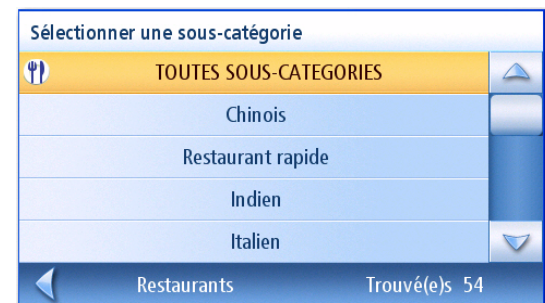 Sélectionner une sous-catégorie
TOUTES SOUS-CATEGORIES
Chinois
Restaurant rapide
Indien
Italien
Restaurants Trouvé(e)s 54